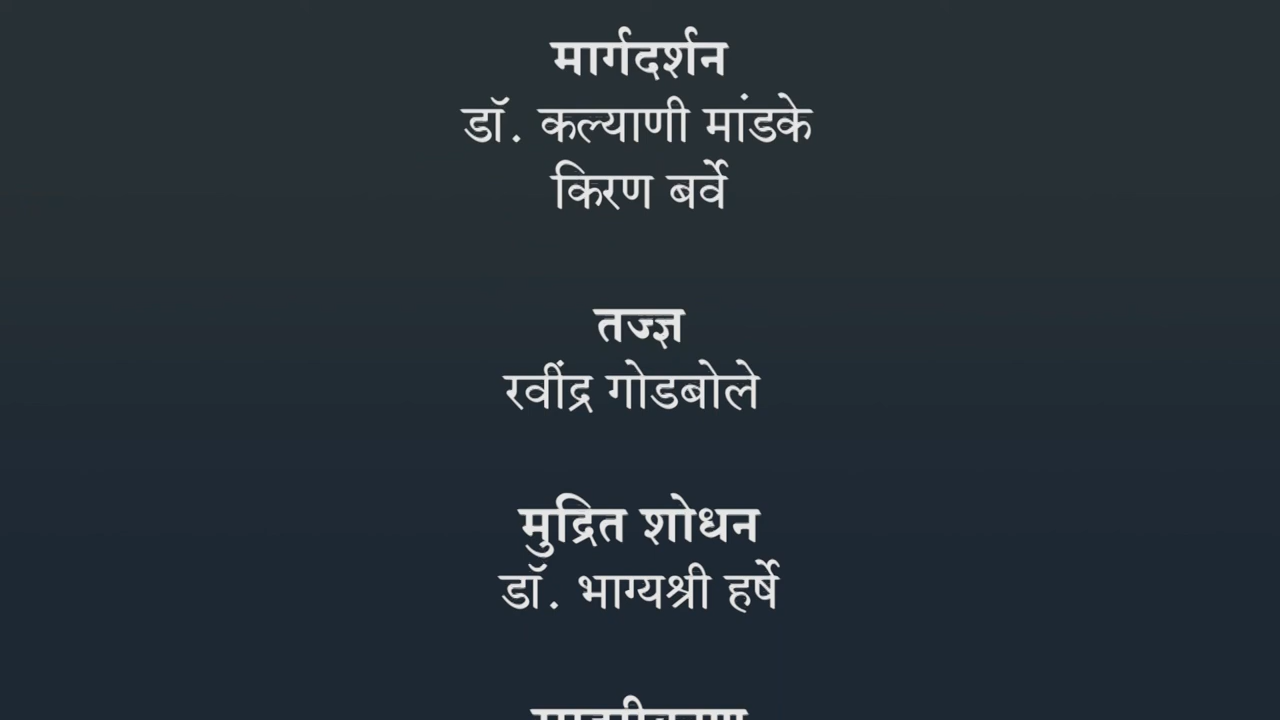 मार्गदर्शन
डॉ. कल्याणी मांडके
किरण बर्वे
तज्ज्ञ
रवींद्र गोडबोले
मुद्रित शोधन
डॉ. भाग्यश्री हर्षे